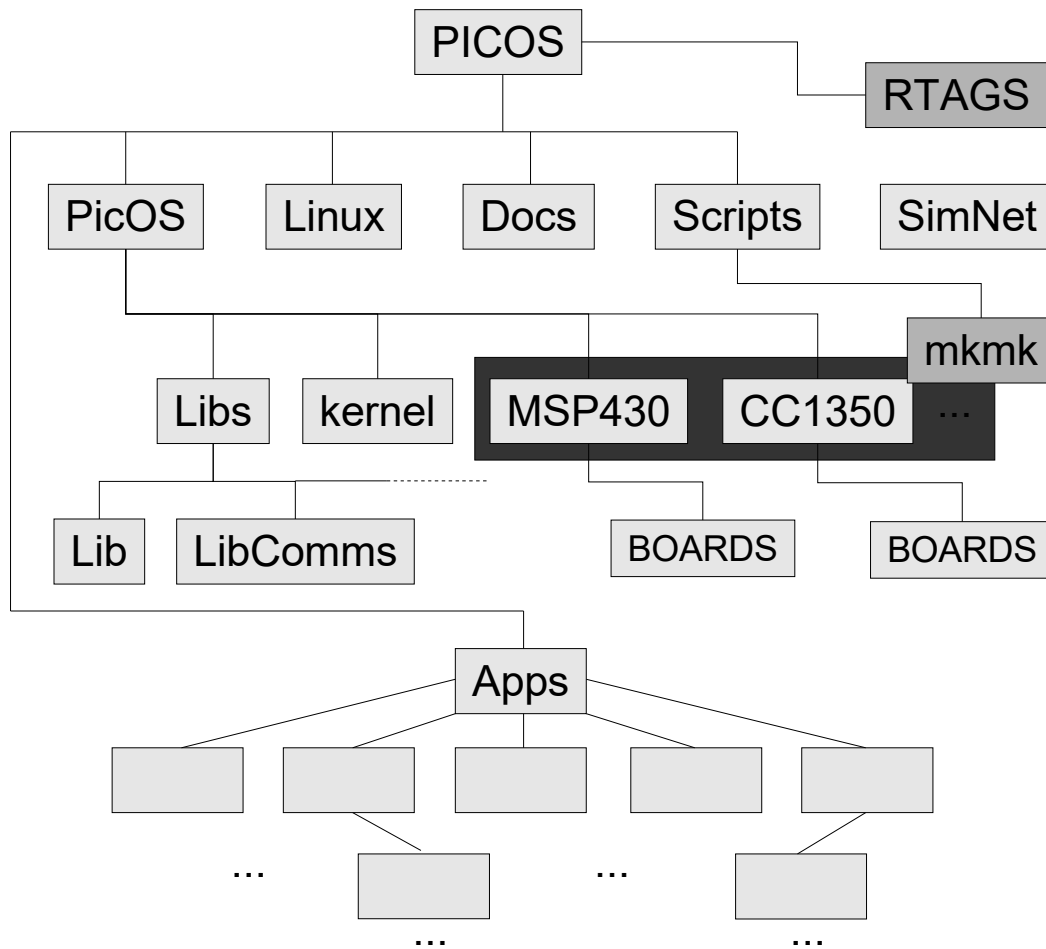 PICOS
RTAGS
PicOS
Linux
Docs
Scripts
SimNet
mkmk
Libs
kernel
MSP430
CC1350
...
Lib
LibComms
BOARDS
BOARDS
Apps
...
...
...
...